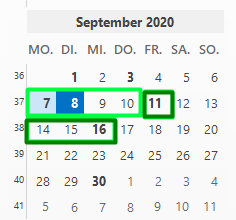 September 2020
MO. DI. MI. DO. FR. SA. SO.
36 1 2 3 4 5 6
37 7 8 9 10 11 12 13
38 14 15 16 17 18 19 20
39 21 22 23 24 25 26 27
40 28 29 30 1 2 3 4
41 5 6 7 8 9 10 11